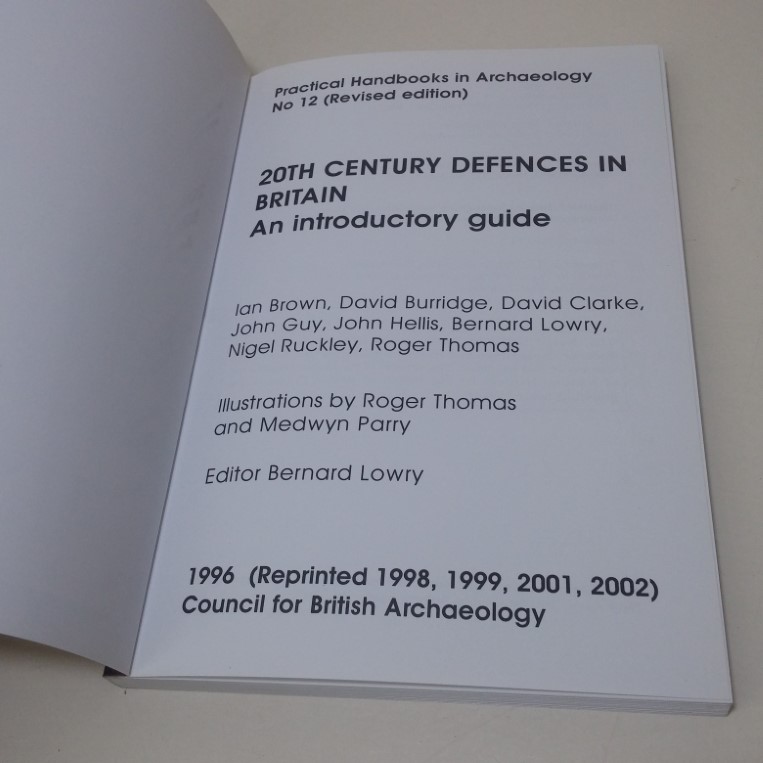 Practical Handbooks in Archaeology
No 12 (Revised edition)
20TH CENTURY DEFENCES IN
BRITAIN
An introductory guide
Ian Brown, David Burridge, David Clarke,
John Guy, John Hellis, Bernard Lowry,
Nigel Ruckley, Roger Thomas
Illustrations by Roger Thomas
and Medwyn Parry
Editor Bernard Lowry
1996 (Reprinted 1998, 1999, 2001, 2002)
Council for British Archaeology